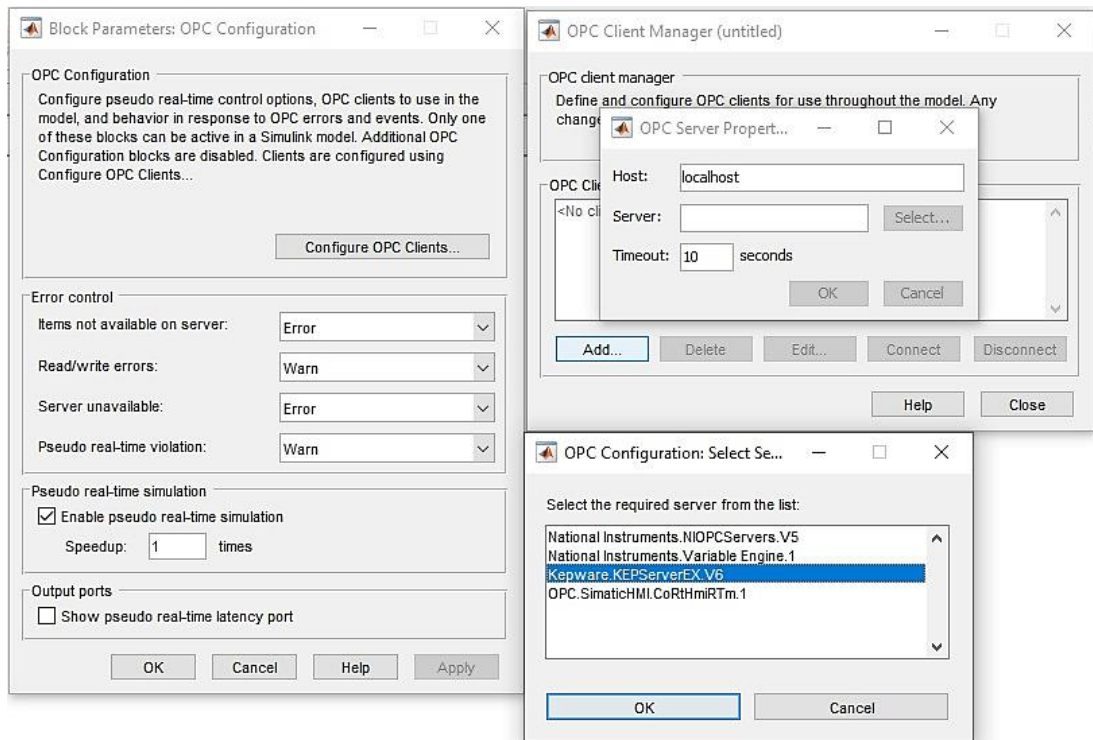 Block Parameters: OPC Configuration
OPC Configuration
Configure pseudo real-time control options, OPC clients to use in the
model, and behavior in response to OPC errors and events. Only one
of these blocks can be active in a Simulink model. Additional OPC
Configuration blocks are disabled. Clients are configured using
Configure OPC Clients...
Configure OPC Clients...
Error control
Items not available on server: Error
Read/write errors: Warn
Server unavailable: Error
Pseudo real-time violation: Warn
Pseudo real-time simulation
Enable pseudo real-time simulation
Speedup: 1 times
Output ports
Show pseudo real-time latency port
OK Cancel Help Apply
OPC Client Manager (untitled)
OPC client manager
Define and configure OPC clients for use throughout the model. Any
change
OPC Clie
<No cli
OPC Server Propert...
Host: localhost
Server: Select...
Timeout: 10 seconds
OK Cancel
Add... Delete Edit... Connect Disconnect
Help Close
OPC Configuration: Select Se...
Select the required server from the list:
National Instruments.NIOPCServers.V5
National Instruments.Variable Engine.1
Kepware.KEPServerEX.V6
OPC.SimaticHMI.CoRtHmiRTm.1
OK Cancel